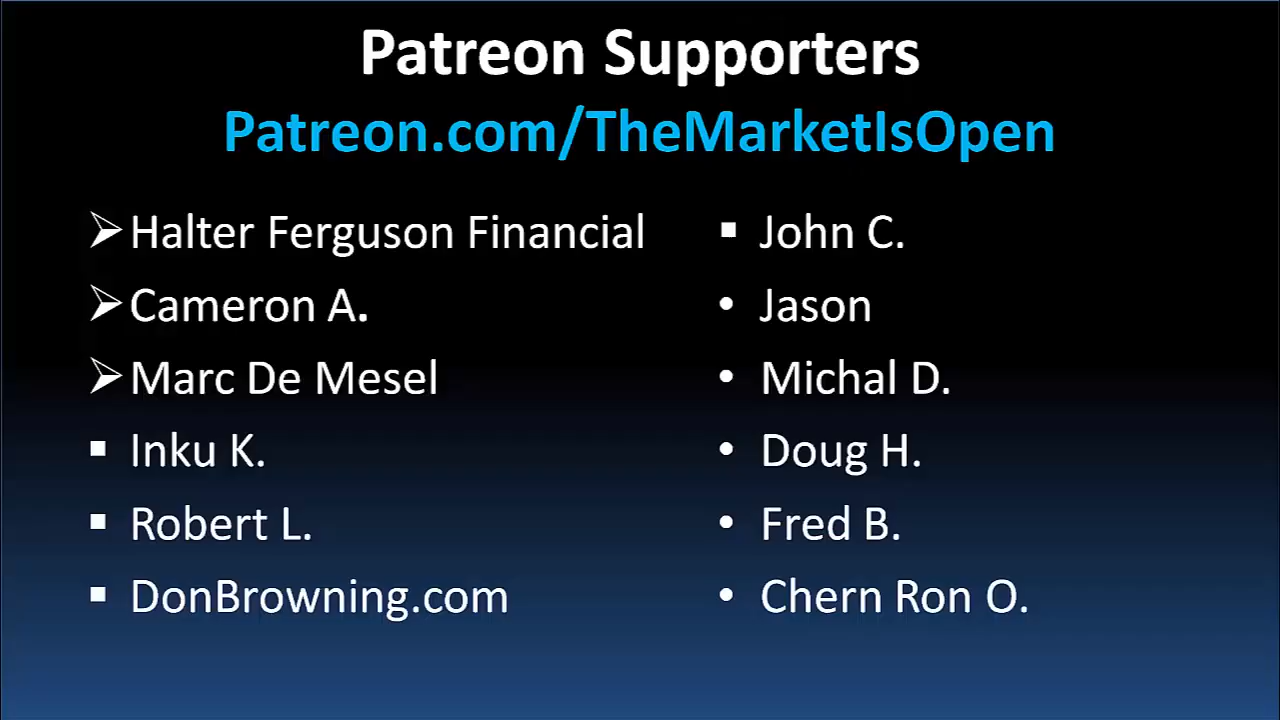 Patreon Supporters
Patreon.com/TheMarketIsOpen
➢Halter Ferguson Financial
➢Cameron A.
➢Marc De Mesel
▪ Inku K.
▪ Robert L.
▪ DonBrowning.com
▪ John C.
• Jason
• Michal D.
• Doug H.
• Fred B.
• Chern Ron O.